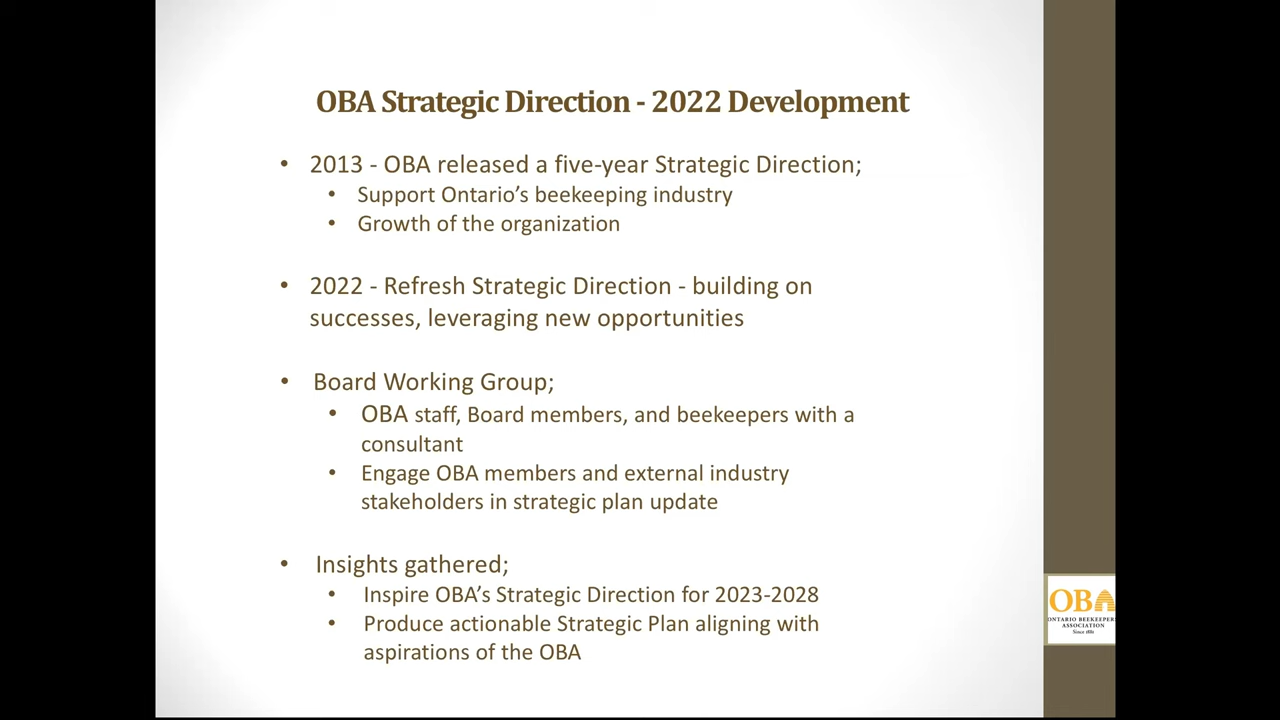 OBA Strategic Direction - 2022 Development
• 2013 - OBA released a five-year Strategic Direction;
• Support Ontario’s beekeeping industry
• Growth of the organization
• 2022 - Refresh Strategic Direction - building on
successes, leveraging new opportunities
• Board Working Group;
• OBA staff, Board members, and beekeepers with a
consultant
• Engage OBA members and external industry
stakeholders in strategic plan update
• Insights gathered;
• Inspire OBA’s Strategic Direction for 2023-2028
• Produce actionable Strategic Plan aligning with
aspirations of the OBA
OBA
ONTARIO BEEKEEPER
ASSOCIATION
Since 1881